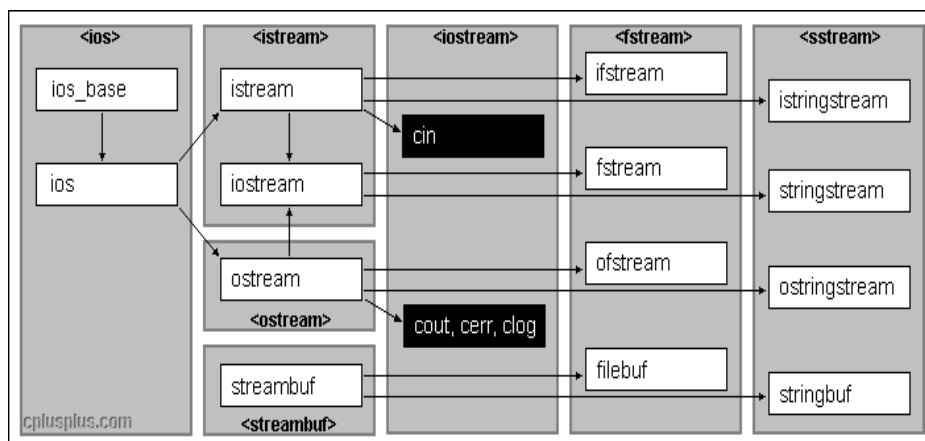 <ios>
ios_base
ios
cplusplus.com
<istream>
istream
iostream
ostream
<ostream>
streambuf
<streambuf>
<iostream>
cin
cout, cerr, clog
<fstream>
ifstream
fstream
ofstream
filebuf
<sstream>
istringstream
stringstream
ostringstream
stringbuf